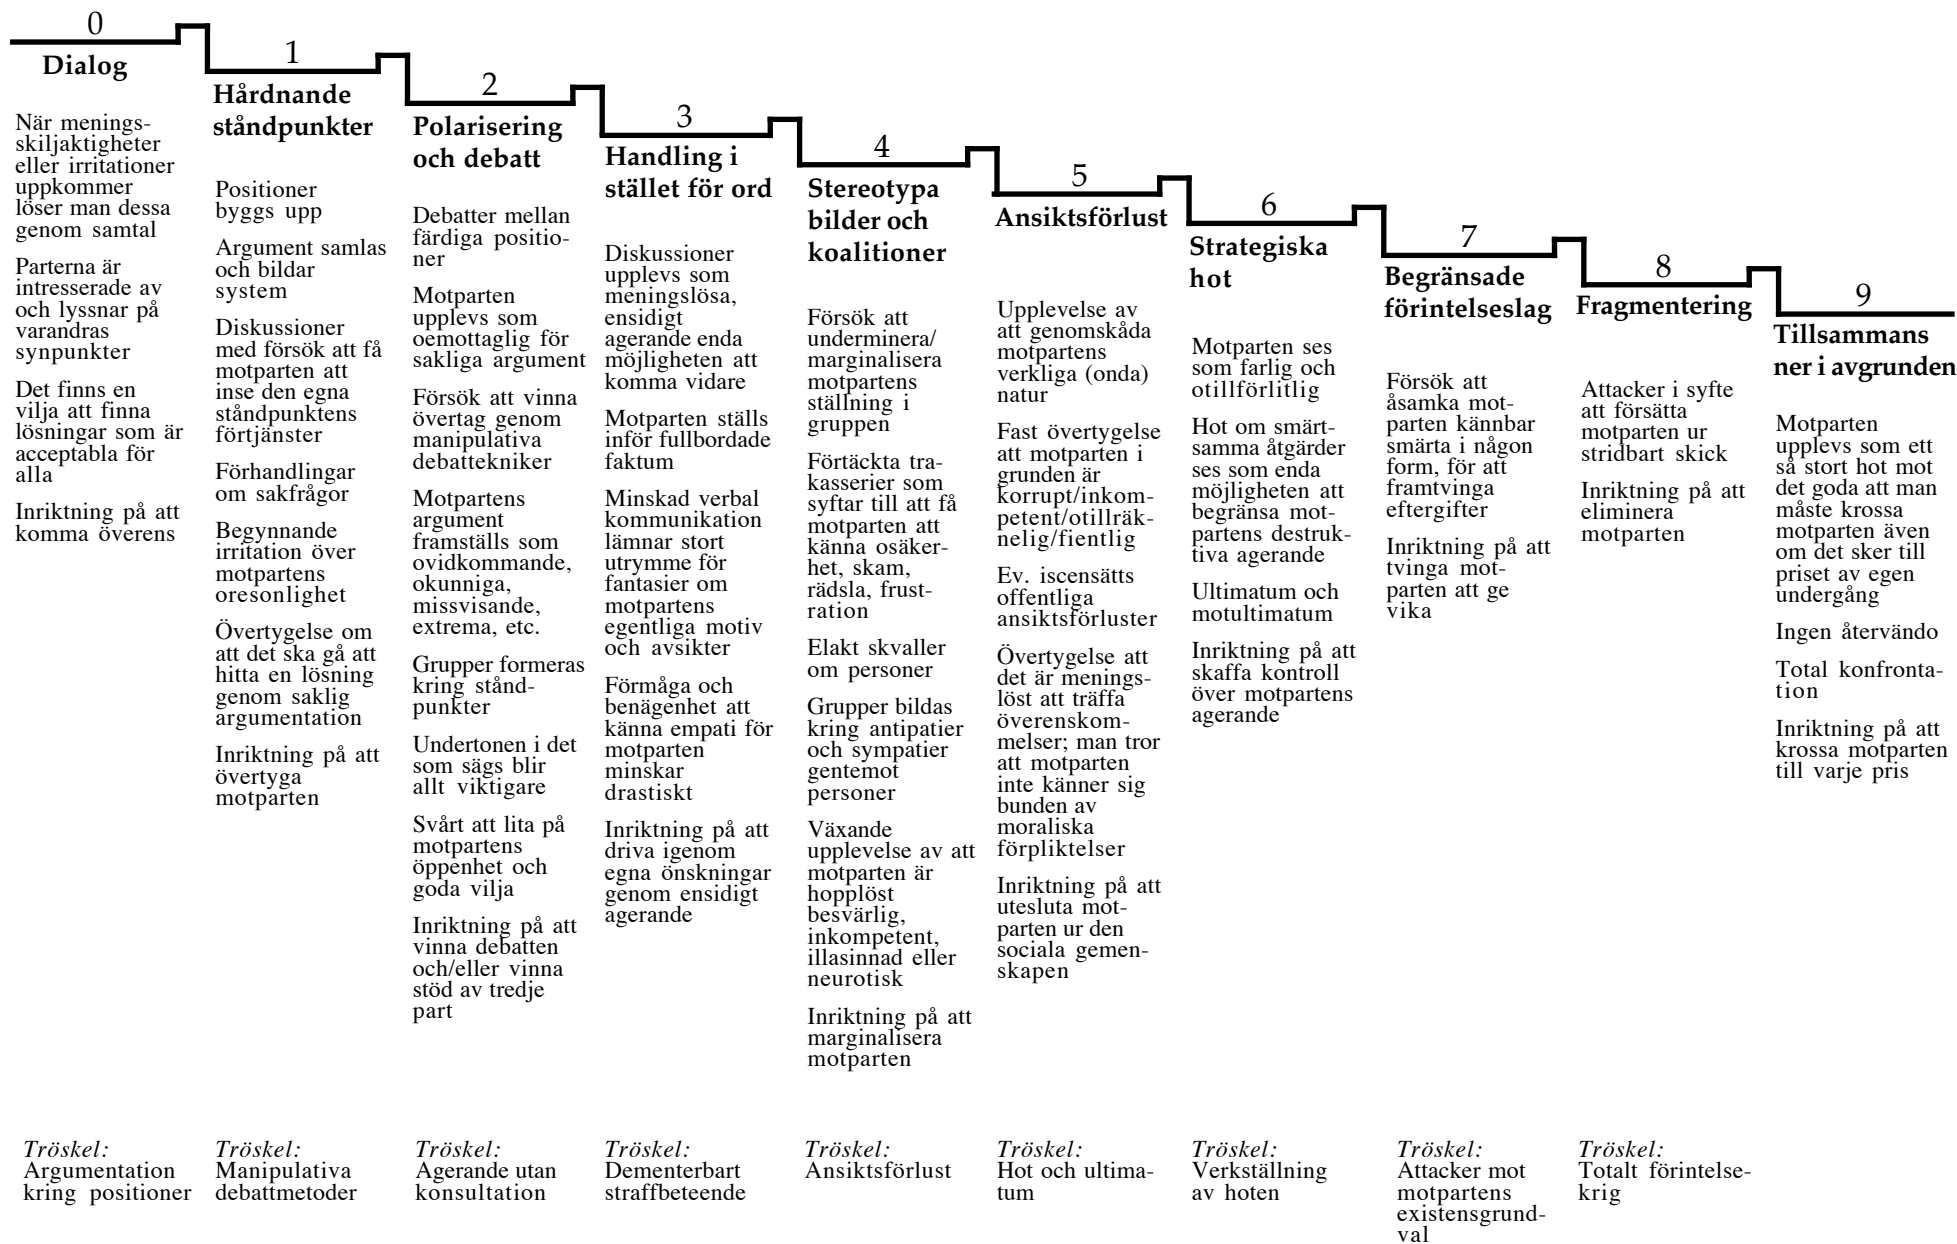 0
Dialog
När menings-
skiljaktigheter
eller irritationer
uppkommer
löser man dessa
genom samtal
Parterna är
intresserade av
och lyssnar på
varandras
synpunkter
Det finns en
vilja att finna
lösningar som är
acceptabla för
alla
Inriktning på att
komma överens
Tröskel:
Argumentation
kring positioner
1
Hårdnande
ståndpunkter
Positioner
byggs upp
Argument samlas
och bildar
system
Diskussioner
med försök att få
motparten att
inse den egna
ståndpunktens
förtjänster
Förhandlingar
om sakfrågor
Begynnande
irritation över
motpartens
oresonlighet
Övertygelse om
att det ska gå att
hitta en lösning
genom saklig
argumentation
Inriktning på att
övertyga
motparten
Tröskel:
Manipulativa
debattmetoder
2
Polarisering
och debatt
Debatter mellan
färdiga positio-
ner
Motparten
upplevs som
oemottaglig för
sakliga argument
Försök att vinna
övertag genom
manipulativa
debattekniker
Motpartens
argument
framställs som
ovidkommande,
okunniga,
missvisande,
extrema, etc.
Grupper formeras
kring stånd-
punkter
Undertonen i det
som sägs blir
allt viktigare
Svårt att lita på
motpartens
öppenhet och
goda vilja
Inriktning på att
vinna debatten
och/eller vinna
stöd av tredje
part
Tröskel:
Agerande utan
konsultation
3
Handling i
stället för ord
Diskussioner
upplevs som
meningslösa,
ensidigt
agerande enda
möjligheten att
komma vidare
Motparten ställs
inför fullbordade
faktum
Minskad verbal
kommunikation
lämnar stort
utrymme för
fantasier om
motpartens
egentliga motiv
och avsikter
Förmåga och
benägenhet att
känna empati för
motparten
minskar
drastiskt
Inriktning på att
driva igenom
egna önskningar
genom ensidigt
agerande
Tröskel:
Dementerbart
straffbeteende
4
Stereotypa
bilder och
koalitioner
Försök att
underminera/
marginalisera
motpartens
ställning i
gruppen
Förtäckta tra-
kasserier som
syftar till att få
motparten att
känna osäker-
het, skam,
rädsla, frust-
ration
Elakt skvaller
om personer
Grupper bildas
kring antipatier
och sympatier
gentemot
personer
Växande
upplevelse av att
motparten är
hopplöst
besvärlig,
inkompetent,
illasinnad eller
neurotisk
Inriktning på att
marginalisera
motparten
Tröskel:
Ansiktsförlust
5
Ansiktsförlust
Upplevelse av
att genomskåda
motpartens
verkliga (onda)
natur
Fast övertygelse
att motparten i
grunden är
korrupt/inkom-
petent/otillräk-
nelig/fientlig
Ev. iscensätts
offentliga
ansiktsförluster
Övertygelse att
det är menings-
löst att träffa
överenskom-
melser; man tror
att motparten
inte känner sig
bunden av
moraliska
förpliktelser
Inriktning på att
utesluta mot-
parten ur den
sociala gemen-
skapen
Tröskel:
Hot och ultima-
tum
6
Strategiska
hot
Motparten ses
som farlig och
otillförlitlig
Hot om smärt-
samma åtgärder
ses som enda
möjligheten att
begränsa mot-
partens destruk-
tiva agerande
Ultimatum och
motultimatum
Inriktning på att
skaffa kontroll
över motpartens
agerande
Tröskel:
Verkställning
av hoten
7
Begränsade
förintelseslag
Försök att
åsamka mot-
parten kännbar
smärta i någon
form, för att
framtvinga
eftergifter
Inriktning på att
tvinga mot-
parten att ge
vika
Tröskel:
Attacker mot
motpartens
existensgrund-
val
8
Fragmentering
Attacker i syfte
att försätta
motparten ur
stridbart skick
Inriktning på att
eliminera
motparten
Tröskel:
Totalt förintelse-
krig
9
Tillsammans
ner i avgrunden
Motparten
upplevs som ett
så stort hot mot
det goda att man
måste krossa
motparten även
om det sker till
priset av egen
undergång
Ingen återvändo
Total konfronta-
tion
Inriktning på att
krossa motparten
till varje pris